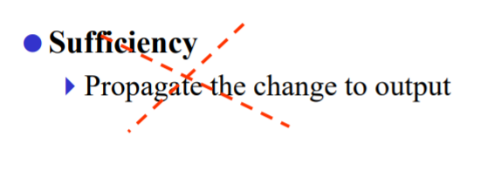 Sufficiency
Propagate the change to output